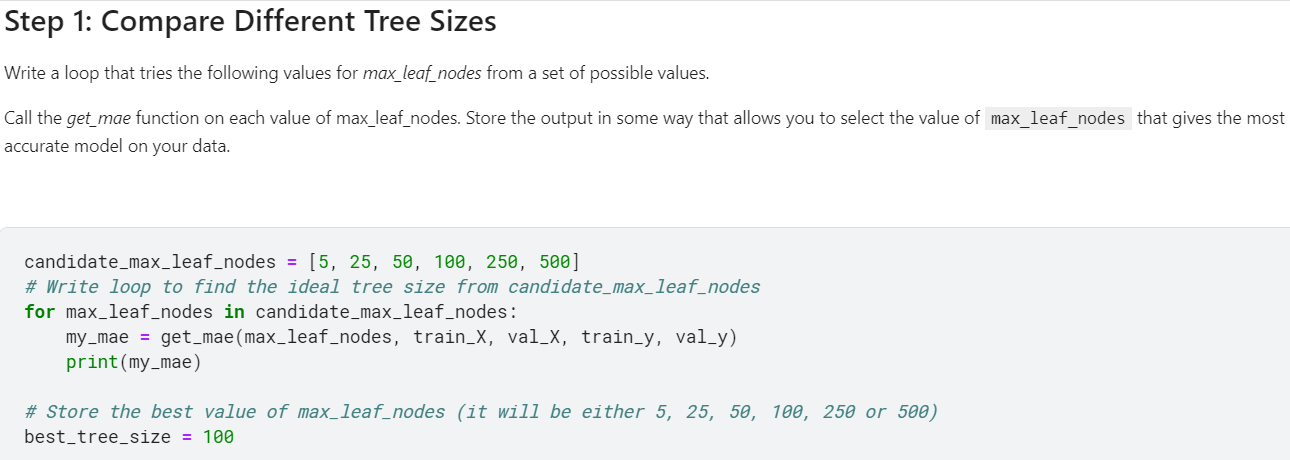 Step 1: Compare Different Tree Sizes
Write a loop that tries the following values for max_leaf_nodes from a set of possible values.
Call the get_mae function on each value of max_leaf_nodes. Store the output in some way that allows you to select the value of max_leaf_nodes that gives the most
accurate model on your data.
candidate_max_leaf_nodes = [5, 25, 50, 100, 250, 500]
# Write loop to find the ideal tree size from candidate_max_leaf_nodes
for max_leaf_nodes in candidate_max_leaf_nodes:
    my_mae = get_mae(max_leaf_nodes, train_X, val_X, train_y, val_y)
    print(my_mae)
# Store the best value of max_leaf_nodes (it will be either 5, 25, 50, 100, 250 or 500)
best_tree_size = 100